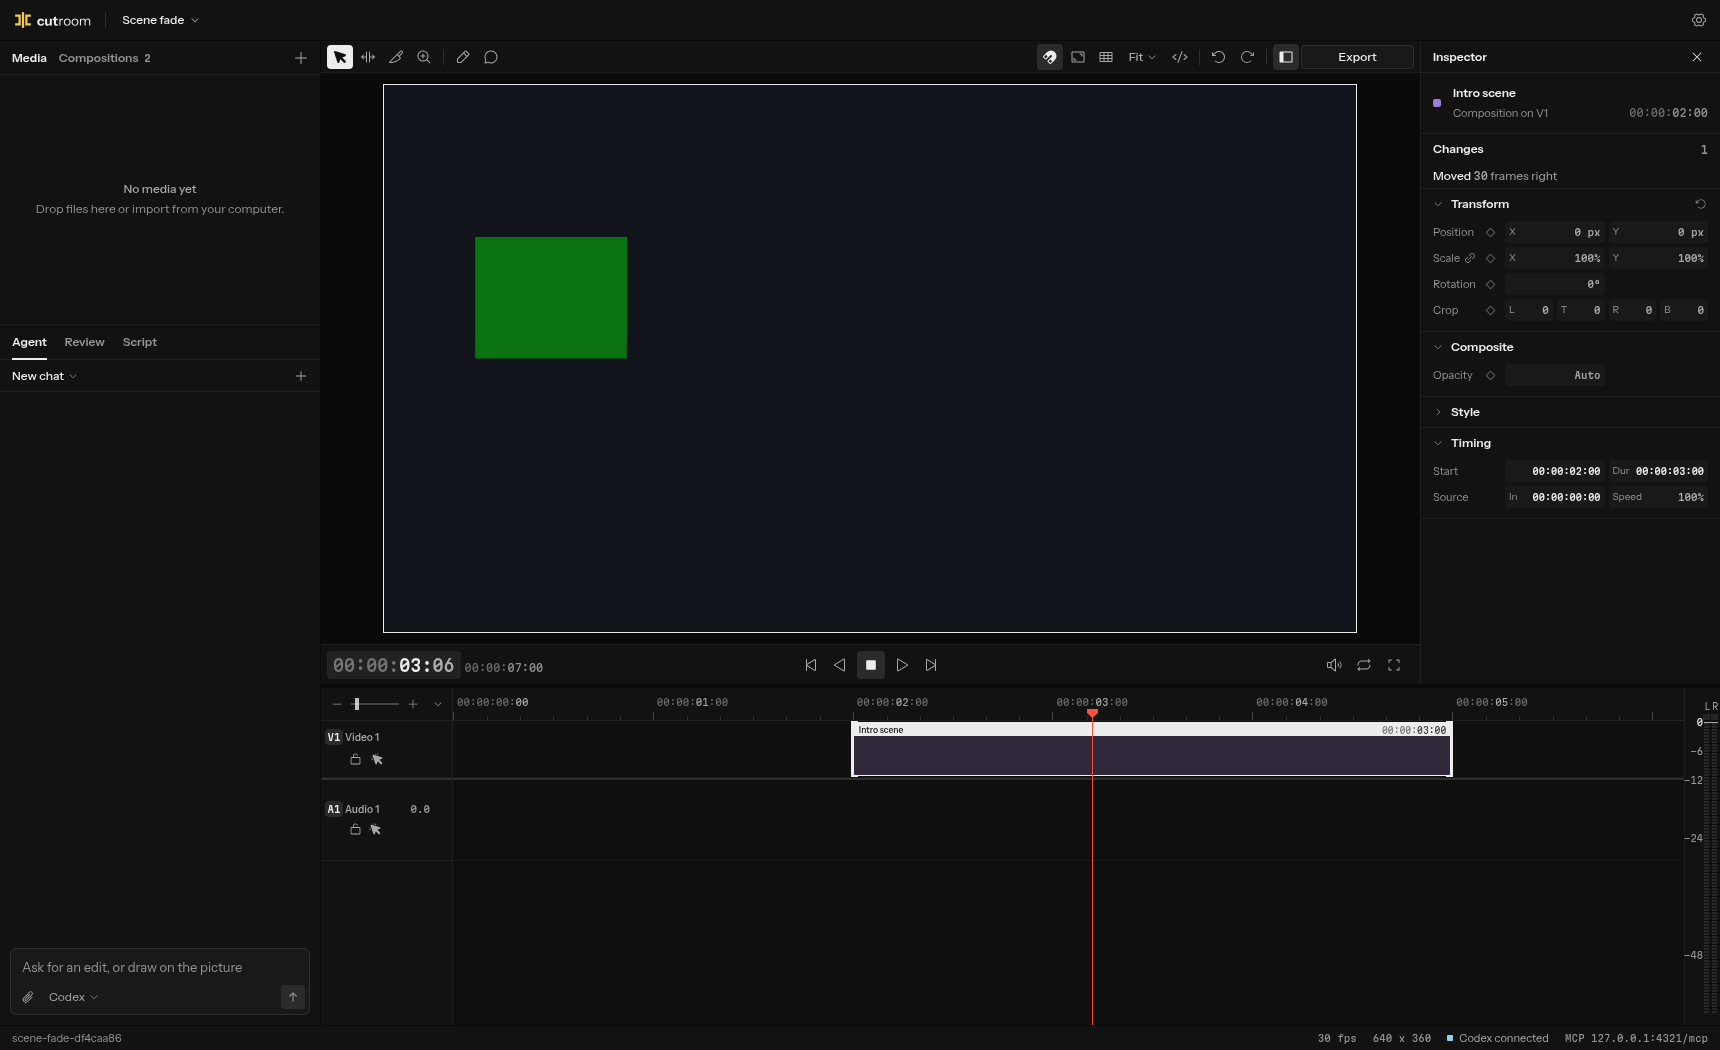 cutroom
Scene fade
Media
Compositions 2
No media yet
Drop files here or import from your computer.
Agent
Review
Script
New chat
Ask for an edit, or draw on the picture
Codex
Fit
Export
00:00:03:06
00:00:07:00
00:00:00:00
00:00:01:00
00:00:02:00
00:00:03:00
00:00:04:00
00:00:05:00
V1 Video 1
Intro scene
00:00:03:00
A1 Audio 1
0.0
L R
0
-6
-12
-24
-48
Inspector
Intro scene
Composition on V1
00:00:02:00
Changes
1
Moved 30 frames right
Transform
Position X 0 px Y 0 px
Scale X 100% Y 100%
Rotation 0°
Crop L 0 T 0 R 0 B 0
Composite
Opacity Auto
Style
Timing
Start 00:00:02:00 Dur 00:00:03:00
Source In 00:00:00:00 Speed 100%
scene-fade-df4caa86
30 fps
640 x 360
Codex connected
MCP 127.0.0.1:4321/mcp